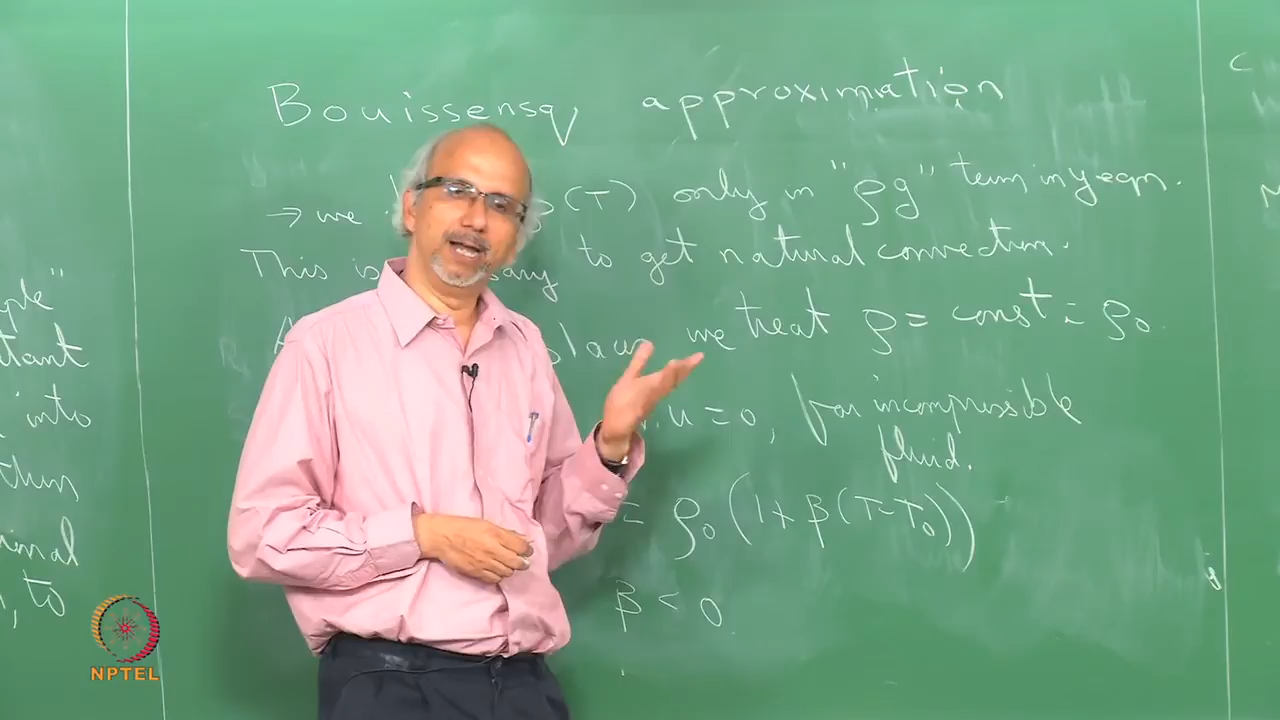 Bouissensq approximation
→ we (T) only in "ρg" term in y eqn.
This is to get natural convection.
we treat ρ = const = ρ₀.
.u = 0, for incompressible
fluid.
= ρ₀(1 + β(T - T₀))
β < 0
tant
into
thus
to
NPTEL